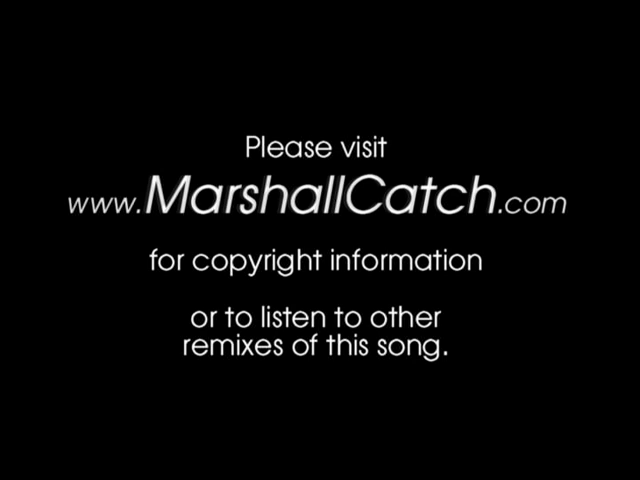 Please visit
www.MarshallCatch.com
for copyright information
or to listen to other
remixes of this song.